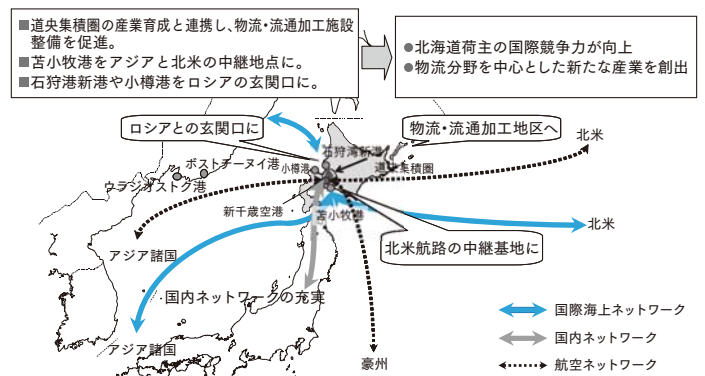 ■道央集積圏の産業育成と連携し、物流・流通加工施設
整備を促進。
■苫小牧港をアジアと北米の中継地点に。
■石狩港新港や小樽港をロシアの玄関口に。
●北海道荷主の国際競争力が向上
●物流分野を中心とした新たな産業を創出
ロシアとの玄関口に
物流・流通加工地区へ
北米
石狩湾新港
ボストチーヌイ港
小樽港
道央集積圏
ウラジオストク港
新千歳空港
苫小牧港
北米
アジア諸国
北米航路の中継基地に
国内ネットワークの充実
国際海上ネットワーク
国内ネットワーク
アジア諸国
豪州
航空ネットワーク